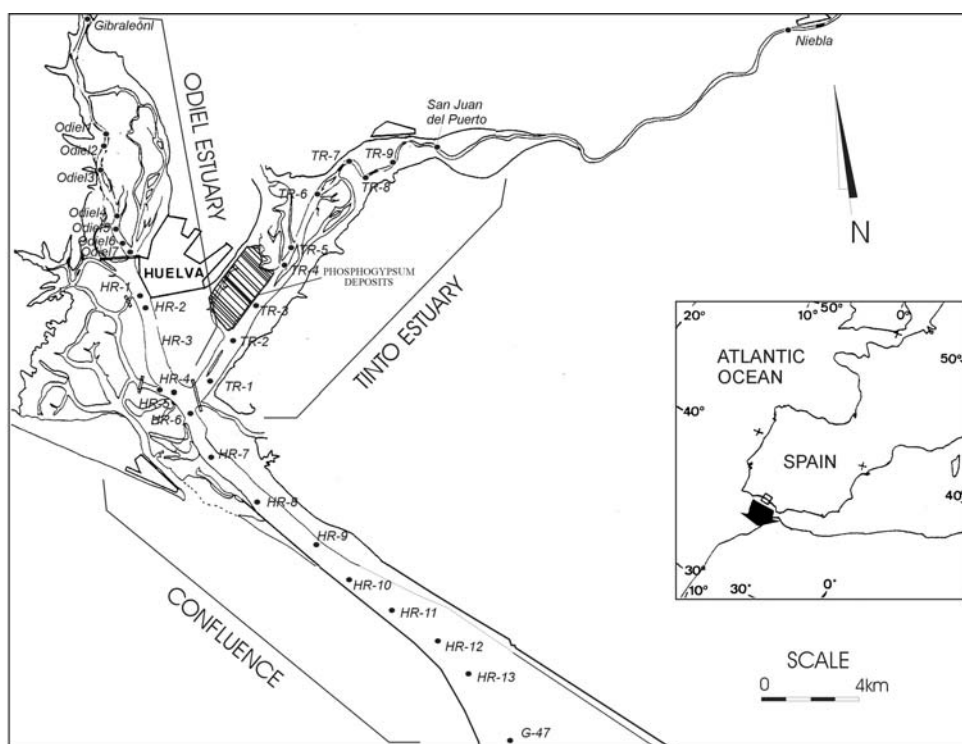 Gibraleónl
Niebla
ODIEL ESTUARY
San Juan
del Puerto
Odiel1
Odiel2
Odiel3
Odiel4
Odiel5
Odiel6
Odiel7
TR-7
TR-9
TR-8
TR-6
TR-5
TR-4
PHOSPHOGYPSUM
DEPOSITS
TR-3
TR-2
TR-1
HUELVA
TINTO ESTUARY
N
HR-1
HR-2
HR-3
HR-4
HR-5
HR-6
HR-7
HR-8
HR-9
HR-10
HR-11
HR-12
HR-13
G-47
CONFLUENCE
20°
10°
50°
0°
ATLANTIC
OCEAN
50°
40°
SPAIN
40°
30°
10°
30°
0°
SCALE
0 4km